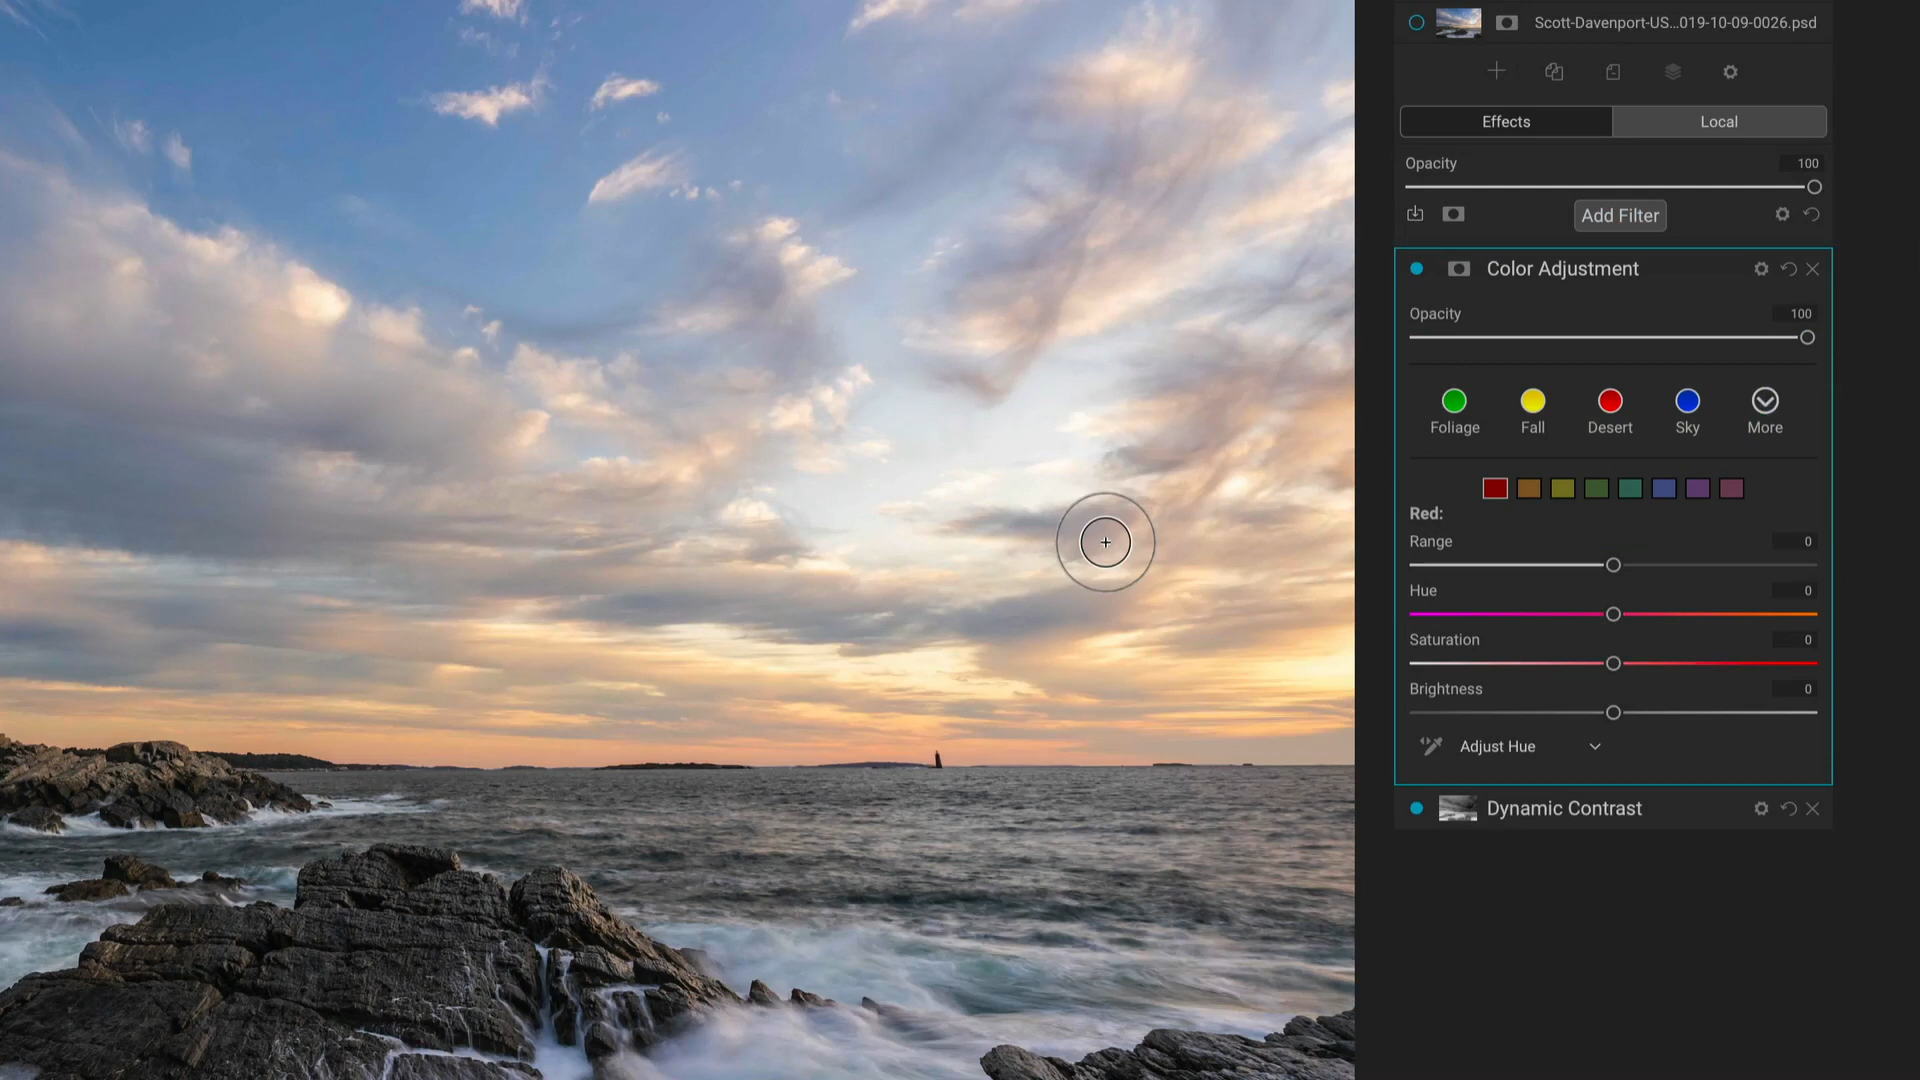 Scott-Davenport-US...019-10-09-0026.psd
Effects Local
Opacity 100
Add Filter
Color Adjustment
Opacity 100
Foliage Fall Desert Sky More
Red:
Range 0
Hue 0
Saturation 0
Brightness 0
Adjust Hue
Dynamic Contrast